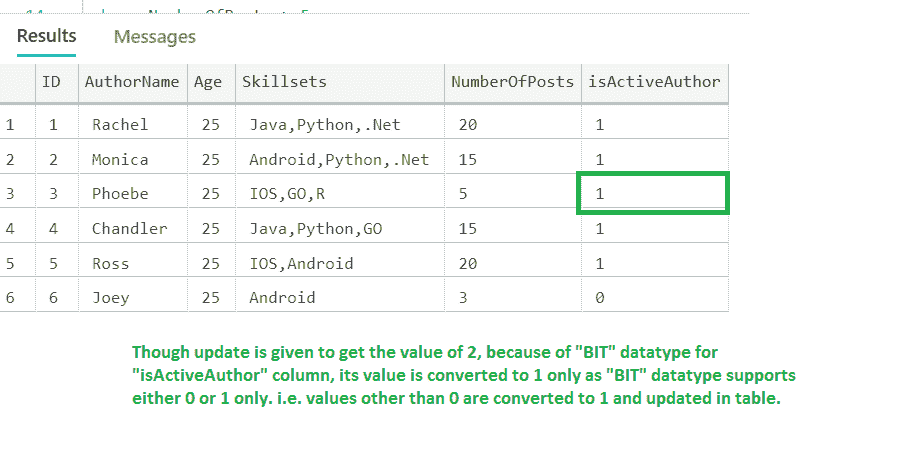 Results Messages
ID AuthorName Age Skillsets NumberOfPosts isActiveAuthor
1 1 Rachel 25 Java,Python,.Net 20 1
2 2 Monica 25 Android,Python,.Net 15 1
3 3 Phoebe 25 IOS,GO,R 5 1
4 4 Chandler 25 Java,Python,GO 15 1
5 5 Ross 25 IOS,Android 20 1
6 6 Joey 25 Android 3 0
Though update is given to get the value of 2, because of "BIT" datatype for
"isActiveAuthor" column, its value is converted to 1 only as "BIT" datatype supports
either 0 or 1 only. i.e. values other than 0 are converted to 1 and updated in table.